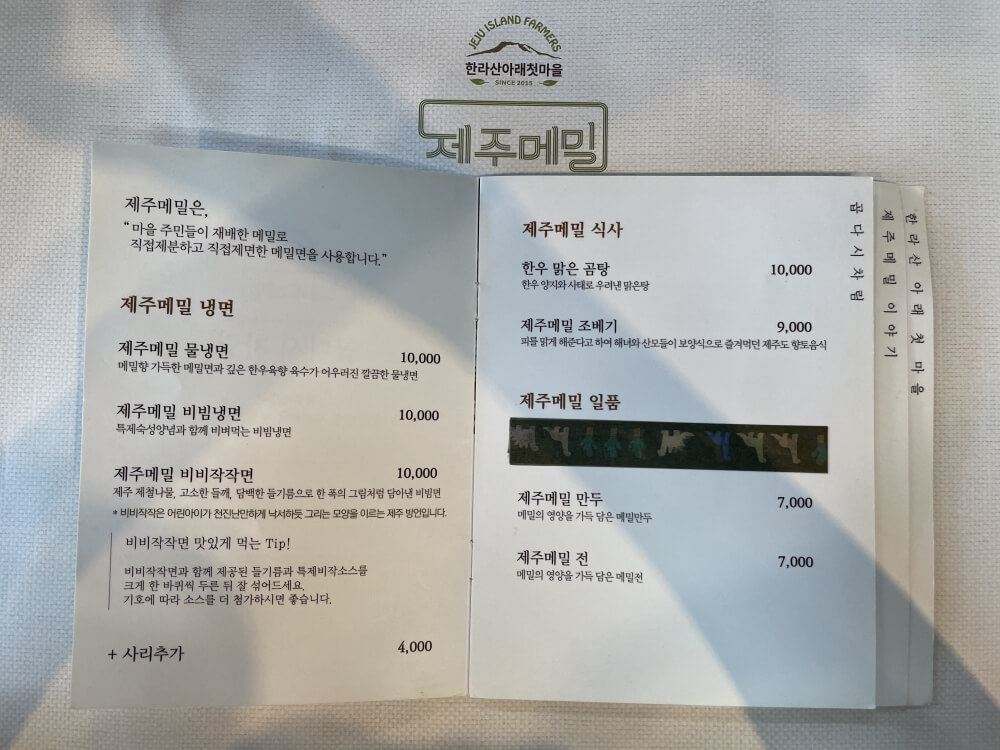 JEJU ISLAND FARMERS
한라산아래첫마을
SINCE 2015
제주메밀
제주메밀은,
“ 마을 주민들이 재배한 메밀로
직접제분하고 직접제면한 메밀면을 사용합니다.”
제주메밀 냉면
제주메밀 물냉면 10,000
메밀향 가득한 메밀면과 깊은 한우육향 육수가 어우러진 깔끔한 물냉면
제주메밀 비빔냉면 10,000
특제숙성양념과 함께 비벼먹는 비빔냉면
제주메밀 비비작작면 10,000
제주 제철나물, 고소한 들깨, 담백한 들기름으로 한 폭의 그림처럼 담아낸 비빔면
* 비비작작은 어린아이가 천진난만하게 낙서하듯 그리는 모양을 이르는 제주 방언입니다.
비비작작면 맛있게 먹는 Tip!
비비작작면과 함께 제공된 들기름과 특제비작소스를
크게 한 바퀴씩 두른 뒤 잘 섞어드세요.
기호에 따라 소스를 더 첨가하시면 좋습니다.
+ 사리추가 4,000
제주메밀 식사
한우 맑은 곰탕 10,000
한우 양지와 사태로 우려낸 맑은탕
제주메밀 조베기 9,000
피를 맑게 해준다고 하여 해녀와 산모들이 보양식으로 즐겨먹던 제주도 향토음식
제주메밀 일품
제주메밀 만두 7,000
메밀의 영양을 가득 담은 메밀만두
제주메밀 전 7,000
메밀의 영양을 가득 담은 메밀전
곱다시차림
제주메밀 이야기
한라산 아래 첫 마을